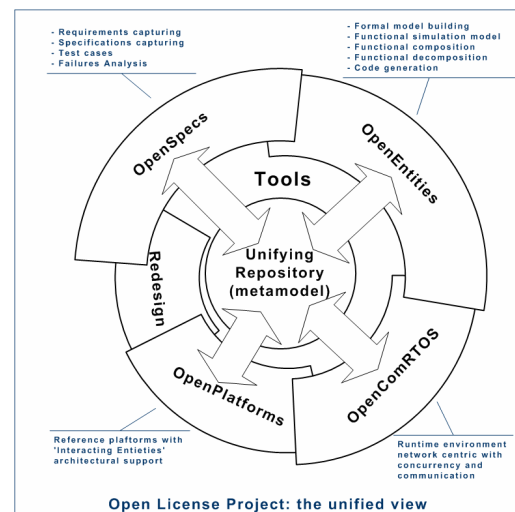 - Requirements capturing
- Specifications capturing
- Test cases
- Failures Analysis
- Formal model building
- Functional simulation model
- Functional composition
- Functional decomposition
- Code generation
OpenSpecs
OpenEntities
Tools
Unifying
Repository
(metamodel)
Redesign
OpenPlatforms
OpenComRTOS
Reference plaftorms with
'Interacting Entieties'
architectural support
Runtime environment
network centric with
concurrency and
communication
Open License Project: the unified view